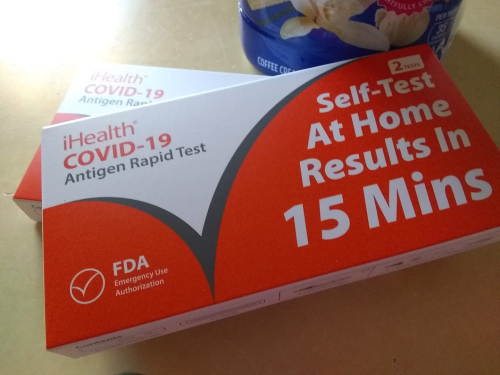 iHealth®
COVID-19
Antigen Rapid Test
2 TESTS
Self-Test
At Home
Results In
15 Mins
FDA
Emergency Use
Authorization
Contents
iHealth®
COVID-19
Antigen Rapi
COFFEE